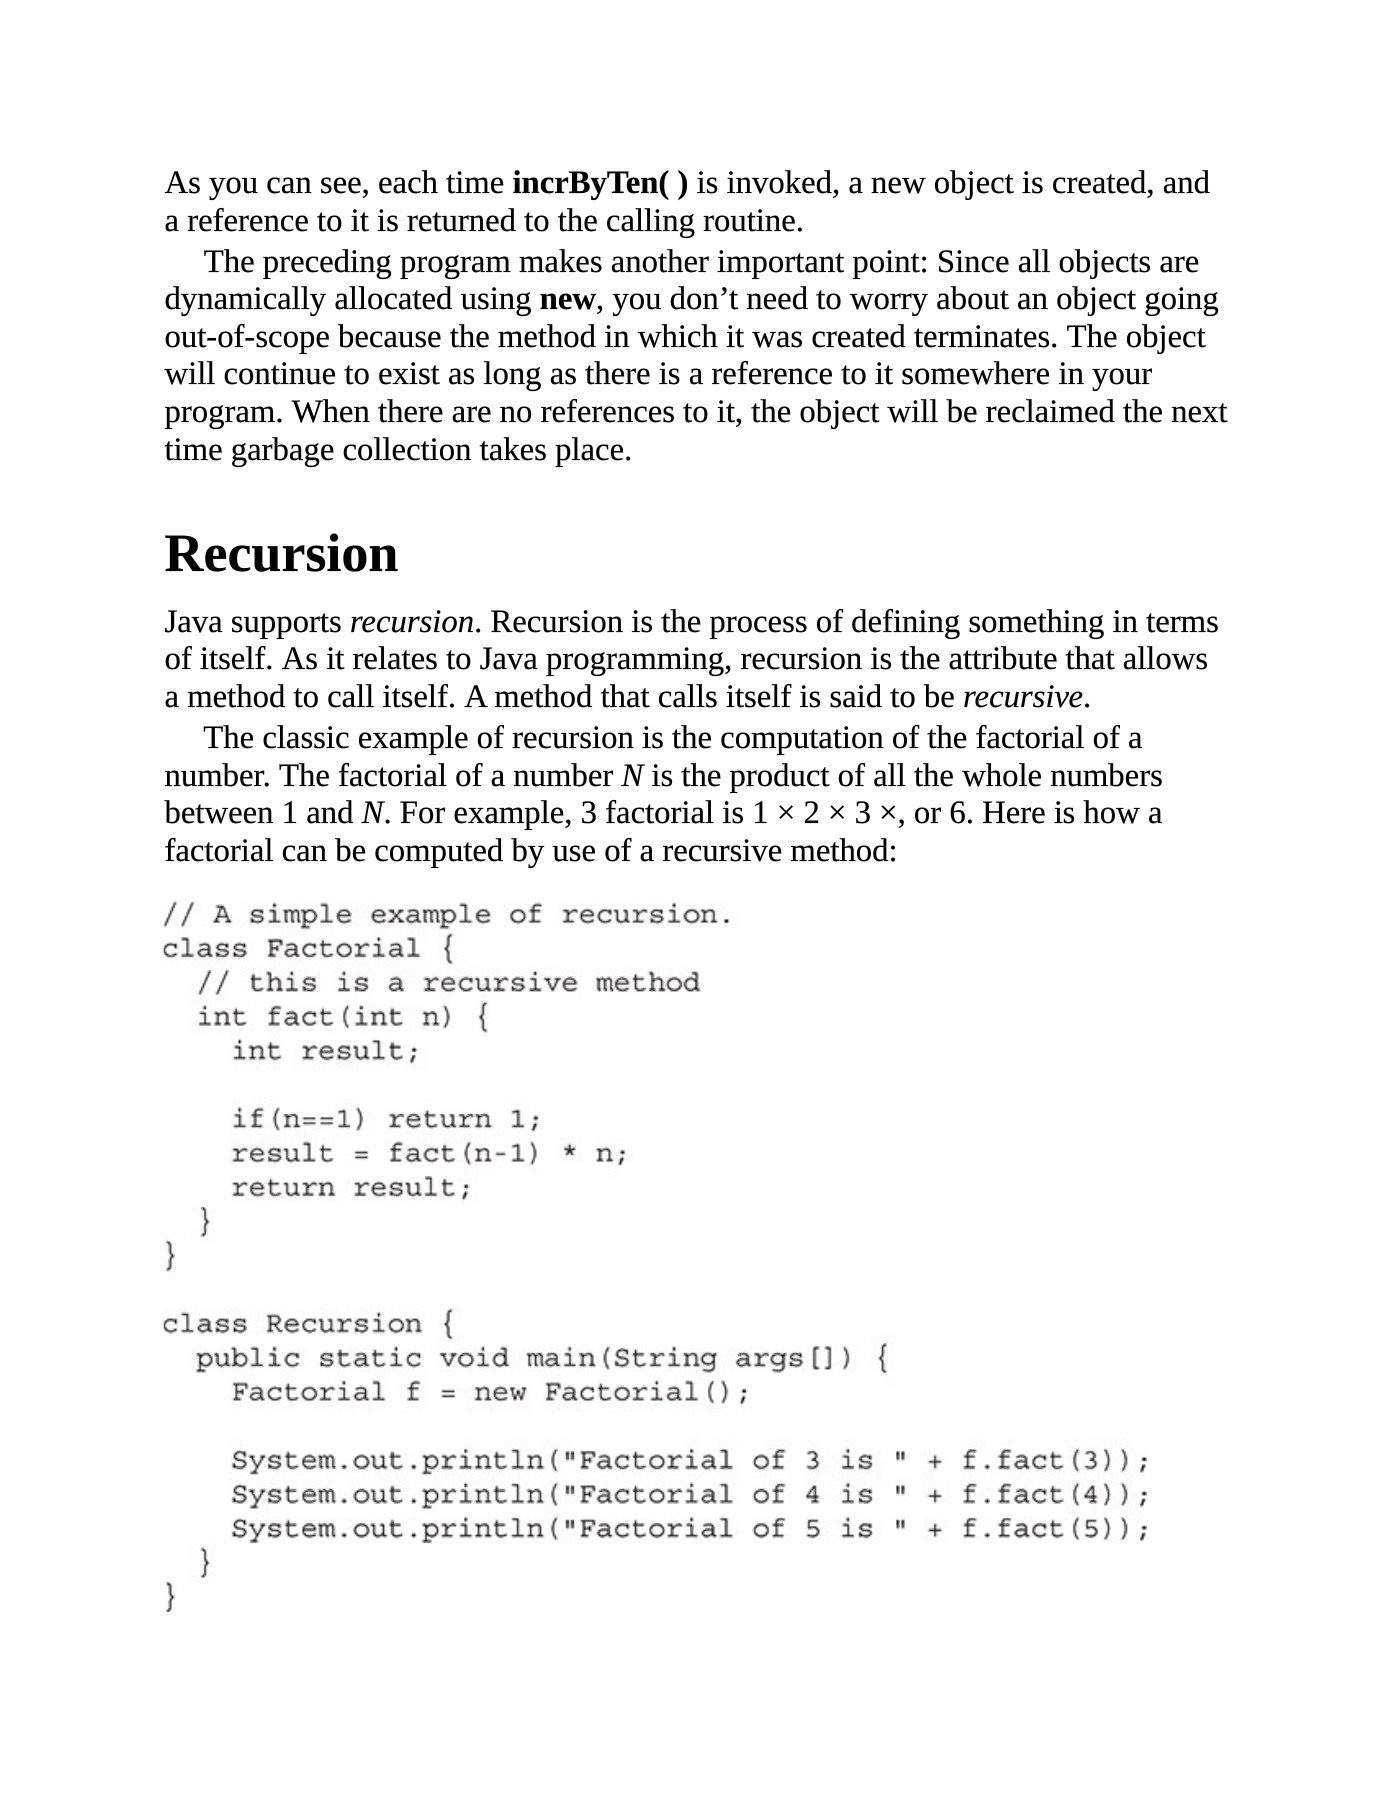 As you can see, each time incrByTen( ) is invoked, a new object is created, and
a reference to it is returned to the calling routine.
The preceding program makes another important point: Since all objects are
dynamically allocated using new, you don’t need to worry about an object going
out-of-scope because the method in which it was created terminates. The object
will continue to exist as long as there is a reference to it somewhere in your
program. When there are no references to it, the object will be reclaimed the next
time garbage collection takes place.
Recursion
Java supports recursion. Recursion is the process of defining something in terms
of itself. As it relates to Java programming, recursion is the attribute that allows
a method to call itself. A method that calls itself is said to be recursive.
The classic example of recursion is the computation of the factorial of a
number. The factorial of a number N is the product of all the whole numbers
between 1 and N. For example, 3 factorial is 1 × 2 × 3 ×, or 6. Here is how a
factorial can be computed by use of a recursive method:
// A simple example of recursion.
class Factorial {
  // this is a recursive method
  int fact(int n) {
    int result;

    if(n==1) return 1;
    result = fact(n-1) * n;
    return result;
  }
}

class Recursion {
  public static void main(String args[]) {
    Factorial f = new Factorial();

    System.out.println("Factorial of 3 is " + f.fact(3));
    System.out.println("Factorial of 4 is " + f.fact(4));
    System.out.println("Factorial of 5 is " + f.fact(5));
  }
}